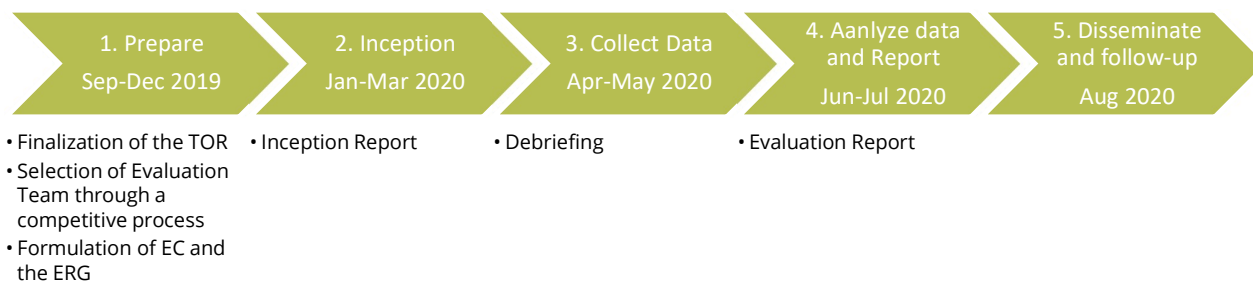 1. Prepare
Sep-Dec 2019
2. Inception
Jan-Mar 2020
3. Collect Data
Apr-May 2020
4. Aanlyze data
and Report
Jun-Jul 2020
5. Disseminate
and follow-up
Aug 2020
• Finalization of the TOR
• Selection of Evaluation
Team through a
competitive process
• Formulation of EC and
the ERG
• Inception Report
• Debriefing
• Evaluation Report